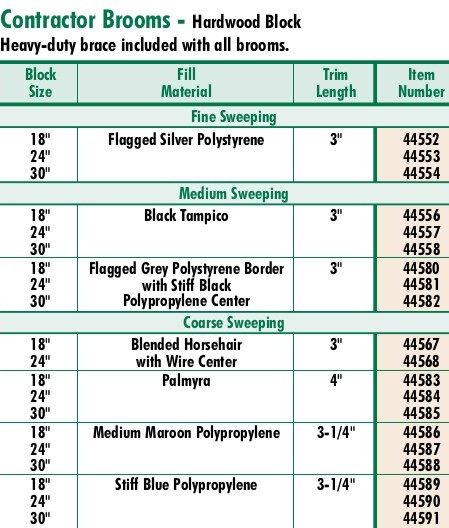 Contractor Brooms - Hardwood Block
Heavy-duty brace included with all brooms.
Block Size Fill Material Trim Length Item Number
Fine Sweeping
18" Flagged Silver Polystyrene 3" 44552
24" 44553
30" 44554
Medium Sweeping
18" Black Tampico 3" 44556
24" 44557
30" 44558
18" Flagged Grey Polystyrene Border 3" 44580
24" with Stiff Black 44581
30" Polypropylene Center 44582
Coarse Sweeping
18" Blended Horsehair 3" 44567
24" with Wire Center 44568
18" Palmyra 4" 44583
24" 44584
30" 44585
18" Medium Maroon Polypropylene 3-1/4" 44586
24" 44587
30" 44588
18" Stiff Blue Polypropylene 3-1/4" 44589
24" 44590
30" 44591